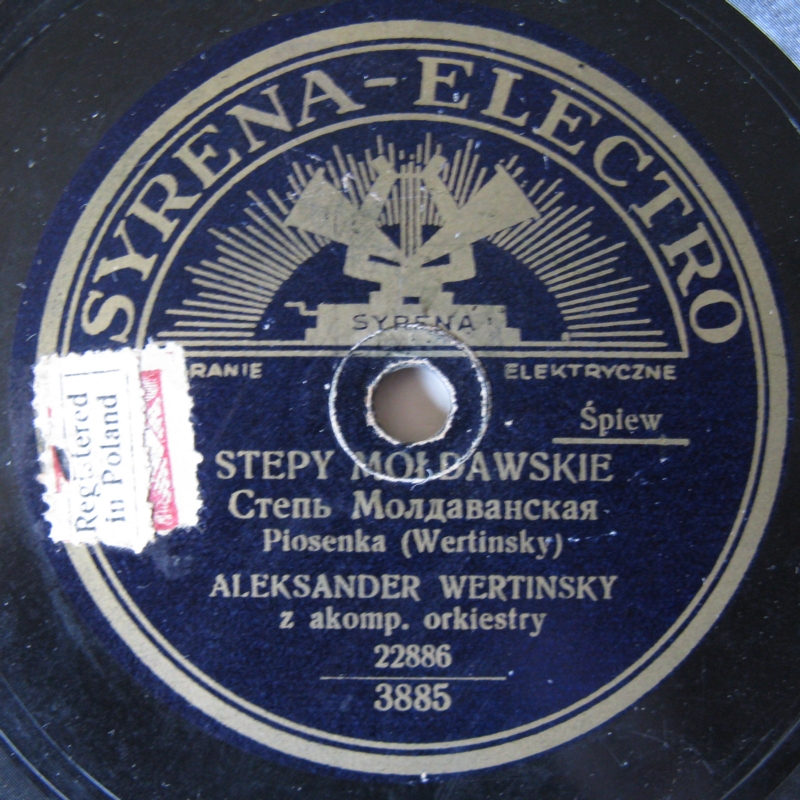 SYRENA-ELECTRO
SYRENA
RANIE ELEKTRYCZNE
Registered
in Poland
Śpiew
STEPY MOŁDAWSKIE
Степь Молдаванская
Piosenka (Wertinsky)
ALEKSANDER WERTINSKY
z akomp. orkiestry
22886
3885